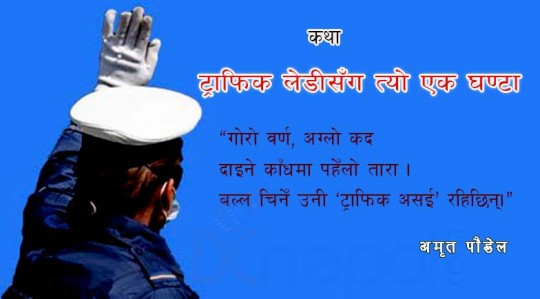 कथा
ट्राफिक लेडीसँग त्यो एक घण्टा
“गोरो वर्ण, अग्लो कद
दाइने काँधमा पहेँलो तारा ।
बल्ल चिनेँ उनी ‘ट्राफिक असई’ रहिछिन्।”
अमृत पौडेल